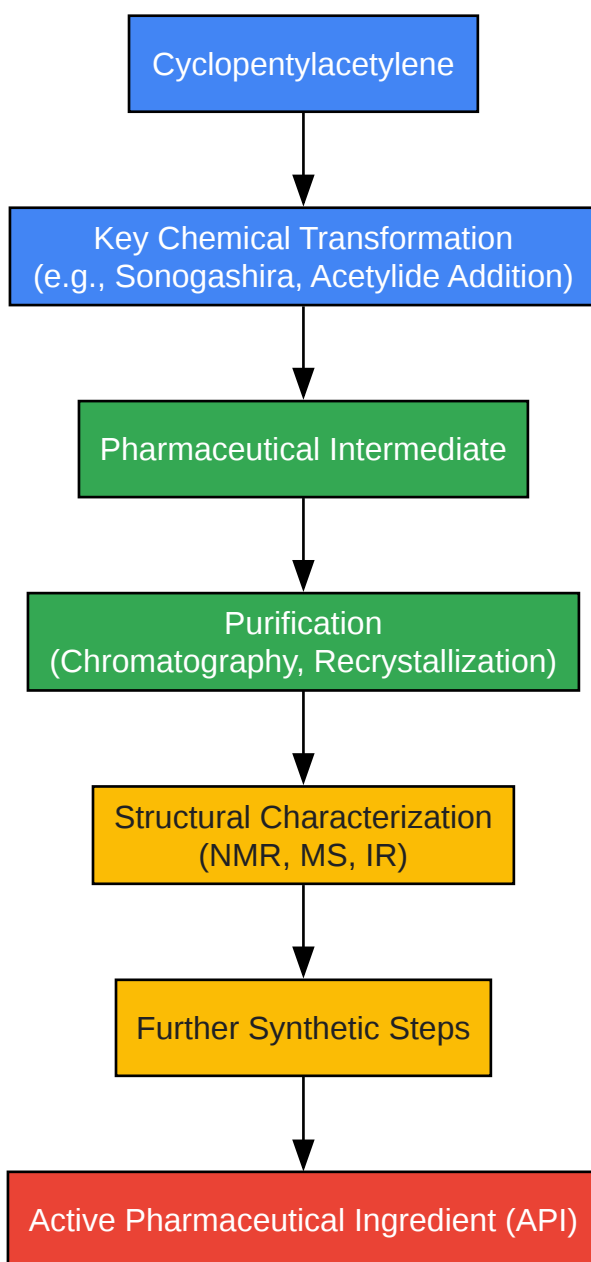 Cyclopentylacetylene
Key Chemical Transformation
(e.g., Sonogashira, Acetylide Addition)
Pharmaceutical Intermediate
Purification
(Chromatography, Recrystallization)
Structural Characterization
(NMR, MS, IR)
Further Synthetic Steps
Active Pharmaceutical Ingredient (API)